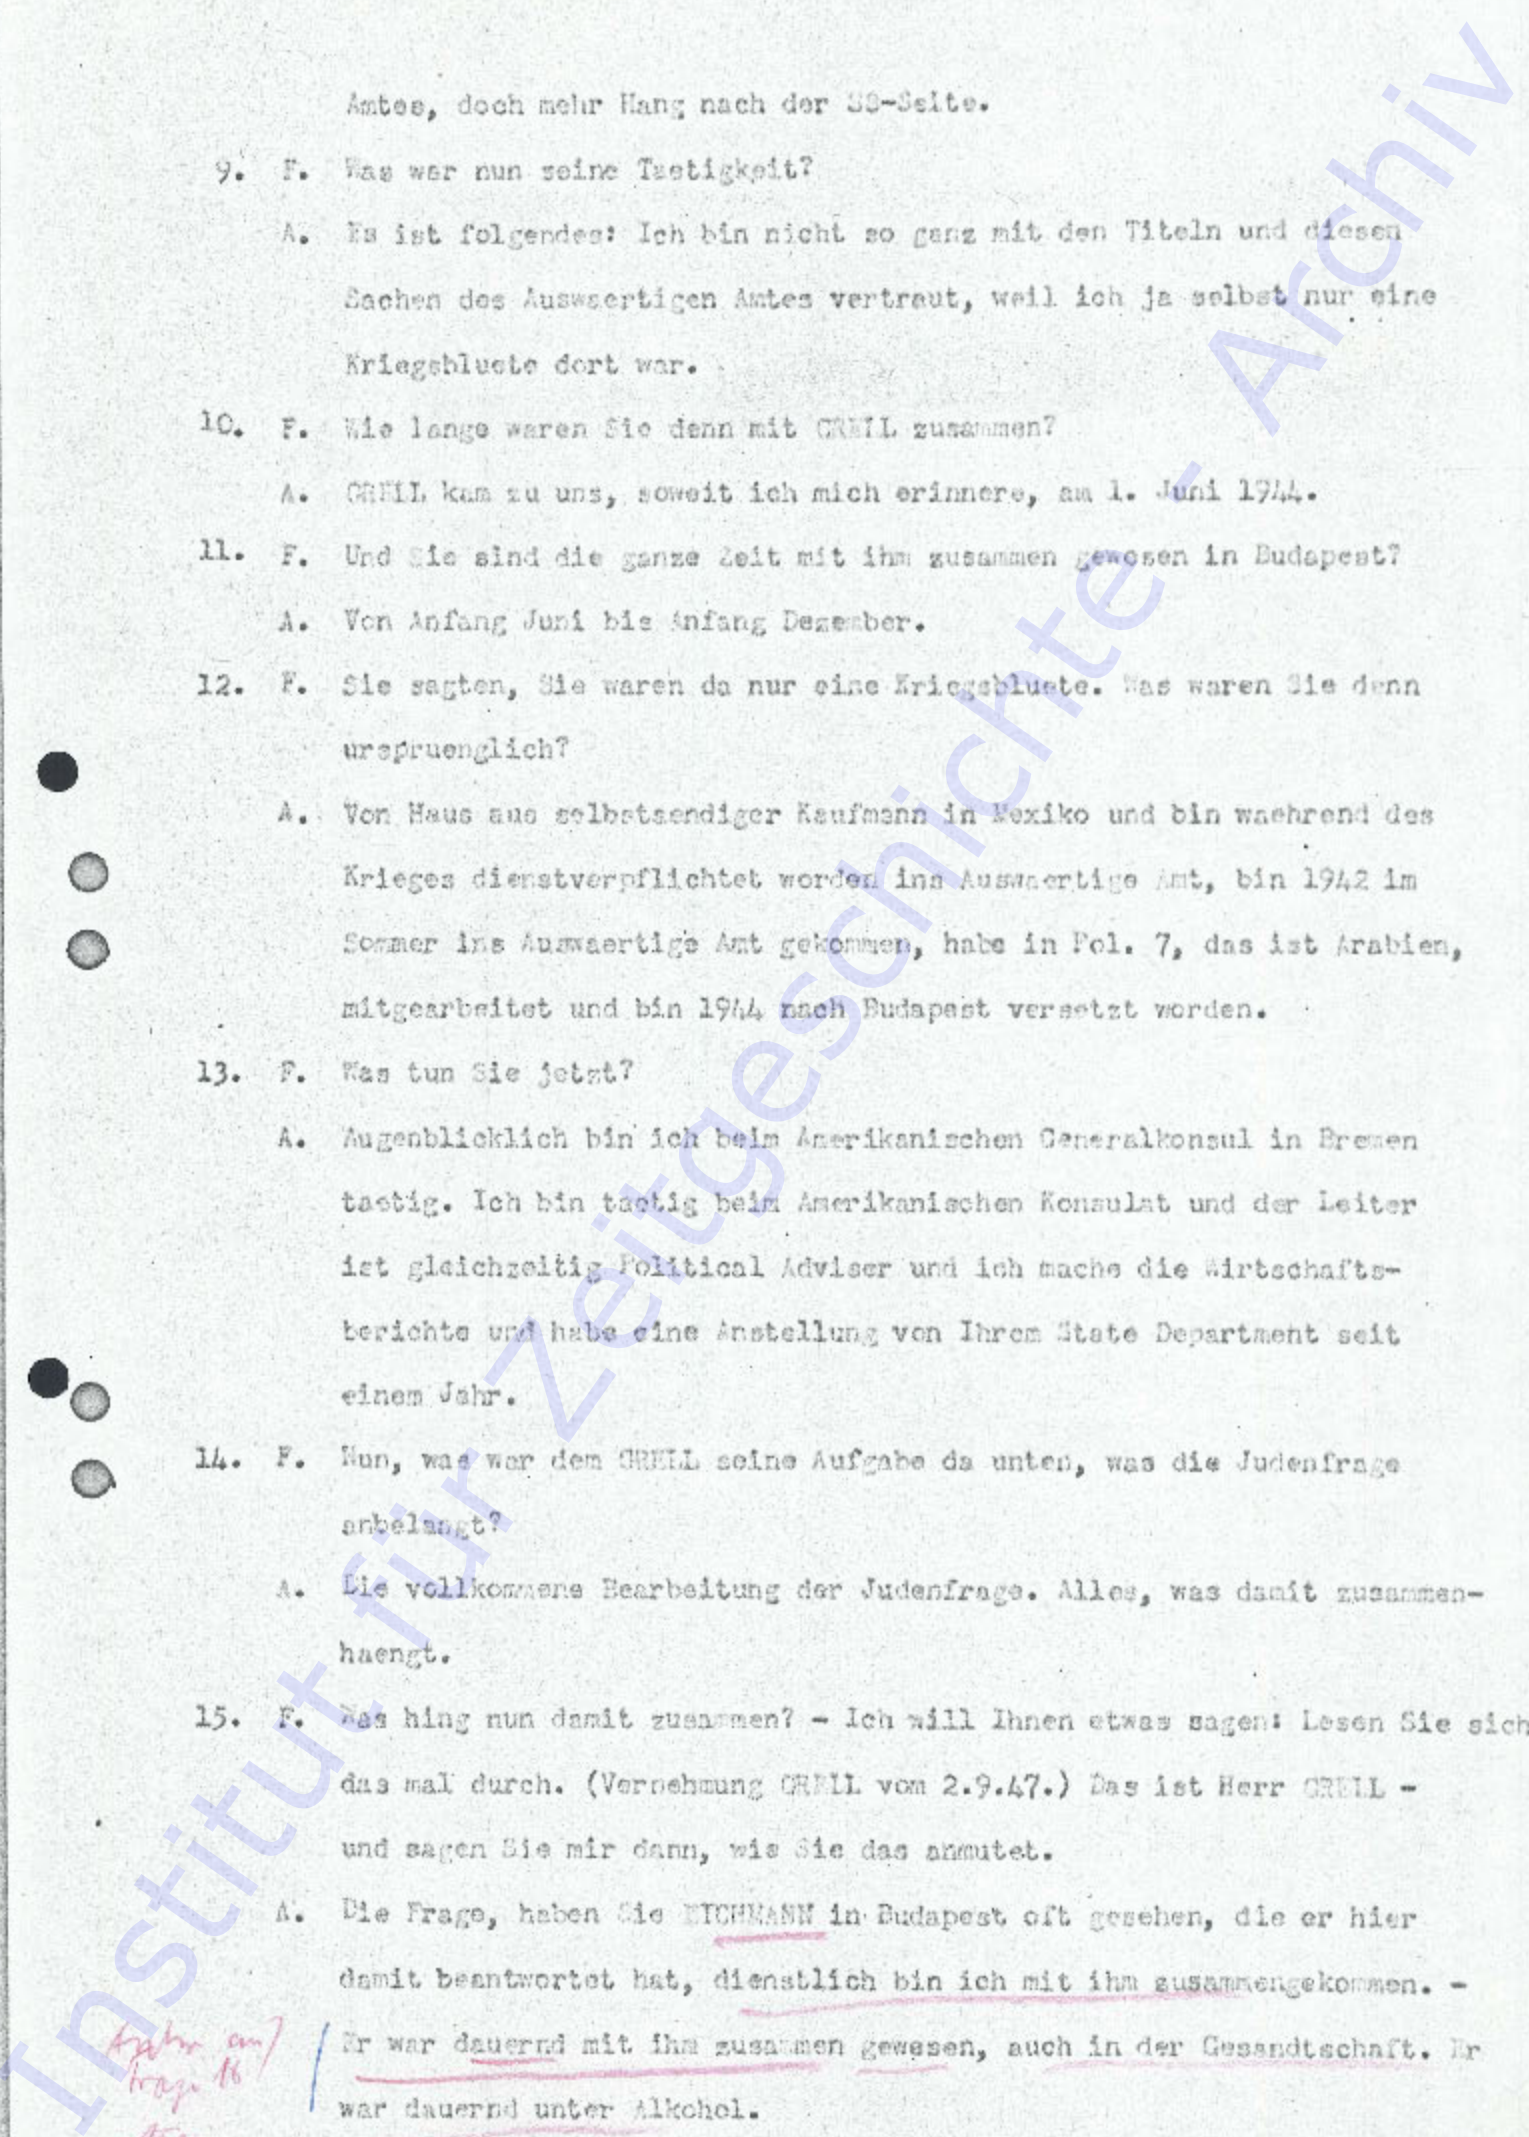 Amtes, doch mehr Hang nach der SS-Seite.
9. F. Was war nun seine Taetigkeit?
A. Es ist folgendes: Ich bin nicht so ganz mit den Titeln und diesen
Sachen des Auswaertigen Amtes vertraut, weil ich ja selbst nur eine
Kriegsbluete dort war.
10. F. Wie lange waren Sie denn mit GRELL zusammen?
A. GRELL kam zu uns, soweit ich mich erinnere, am 1. Juni 1944.
11. F. Und Sie sind die ganze Zeit mit ihm zusammen gewesen in Budapest?
A. Von Anfang Juni bis Anfang Dezember.
12. F. Sie sagten, Sie waren da nur eine Kriegsbluete. Was waren Sie denn
urspruenglich?
A. Von Haus aus selbstaendiger Kaufmann in Mexiko und bin waehrend des
Krieges dienstverpflichtet worden ins Auswaertige Amt, bin 1942 im
Sommer ins Auswaertige Amt gekommen, habe in Pol. 7, das ist Arabien,
mitgearbeitet und bin 1944 nach Budapest versetzt worden.
13. F. Was tun Sie jetzt?
A. Augenblicklich bin ich beim Amerikanischen Generalkonsul in Bremen
taetig. Ich bin taetig beim Amerikanischen Konsulat und der Leiter
ist gleichzeitig Political Adviser und ich mache die Wirtschafts-
berichte und habe eine Anstellung von Ihrem State Department seit
einem Jahr.
14. F. Nun, was war dem GRELL seine Aufgabe da unten, was die Judenfrage
anbelangt?
A. Die vollkommene Bearbeitung der Judenfrage. Alles, was damit zusammen-
haengt.
15. F. Was hing nun damit zusammen? - Ich will Ihnen etwas sagen: Lesen Sie sich
das mal durch. (Vernehmung GRELL vom 2.9.47.) Das ist Herr GRELL -
und sagen Sie mir dann, wie Sie das anmutet.
A. Die Frage, haben Sie EICHMANN in Budapest oft gesehen, die er hier
damit beantwortet hat, dienstlich bin ich mit ihm zusammengekommen. -
Er war dauernd mit ihm zusammen gewesen, auch in der Gesandtschaft. Er
war dauernd unter Alkohol.
Institut für Zeitgeschichte - Archiv